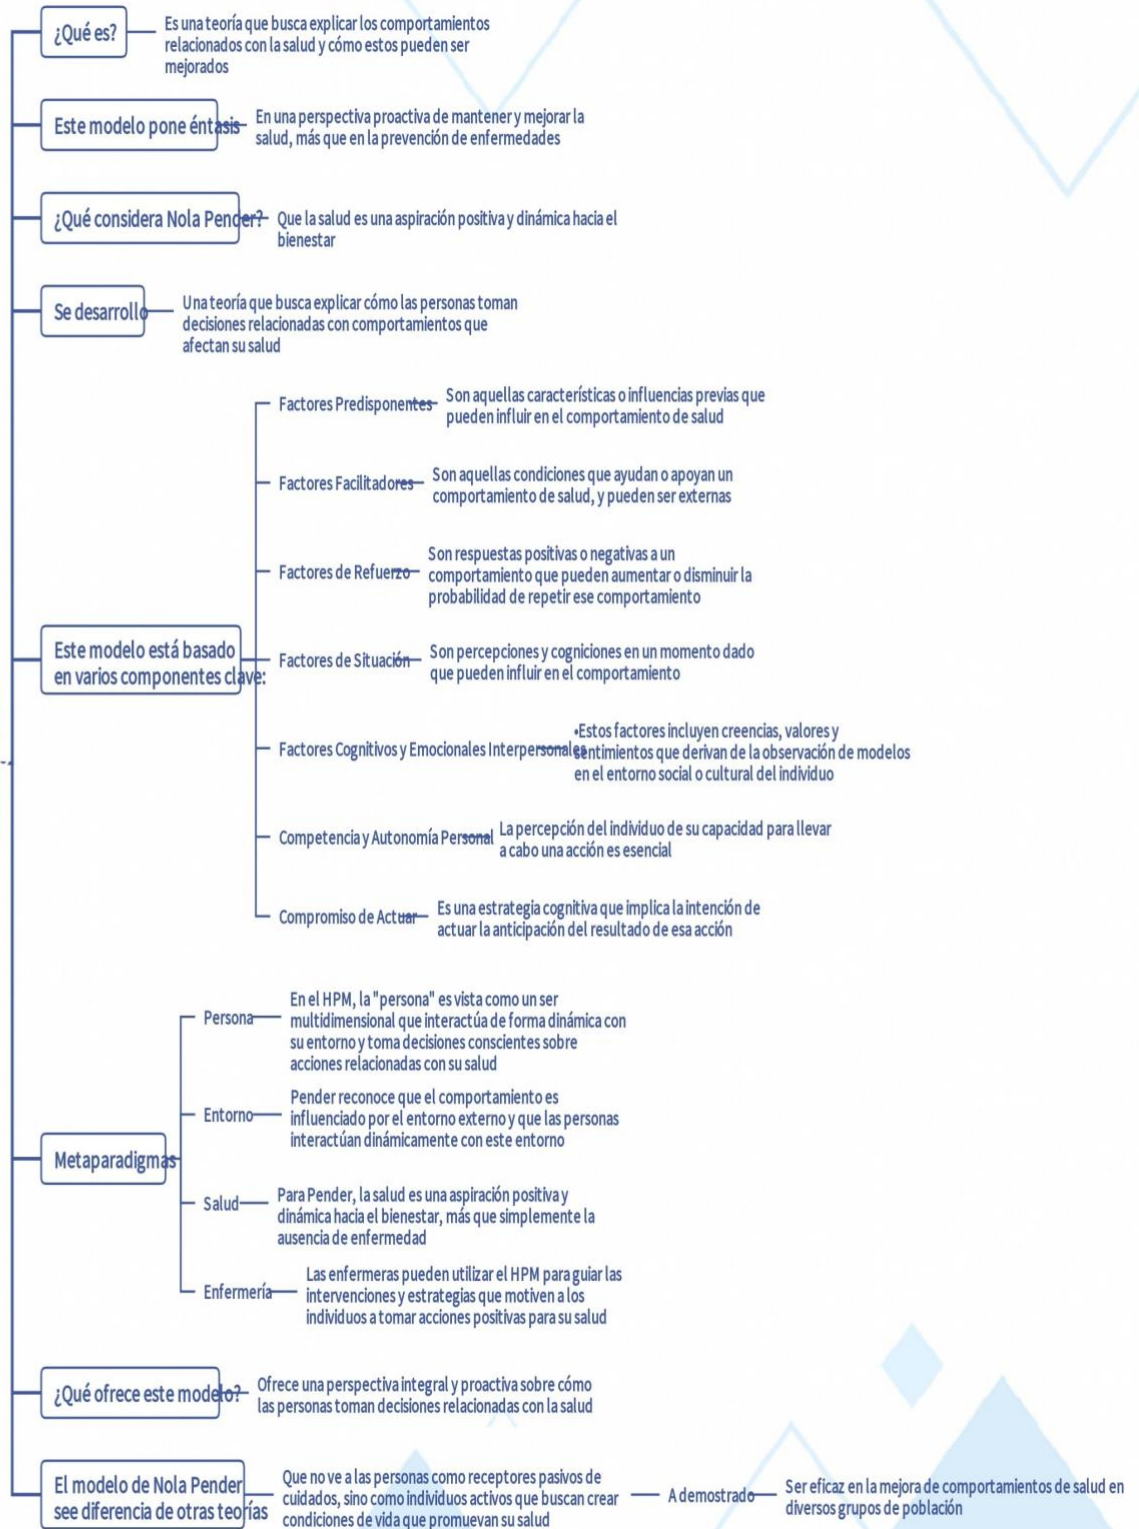 ¿Qué es?
Es una teoría que busca explicar los comportamientos
relacionados con la salud y cómo estos pueden ser
mejorados
Este modelo pone éntasis
En una perspectiva proactiva de mantener y mejorar la
salud, más que en la prevención de enfermedades
¿Qué considera Nola Pender?
Que la salud es una aspiración positiva y dinámica hacia el
bienestar
Se desarrollo
Una teoría que busca explicar cómo las personas toman
decisiones relacionadas con comportamientos que
afectan su salud
Este modelo está basado
en varios componentes clave:
Factores Predisponentes
Son aquellas características o influencias previas que
pueden influir en el comportamiento de salud
Factores Facilitadores
Son aquellas condiciones que ayudan o apoyan un
comportamiento de salud, y pueden ser externas
Factores de Refuerzo
Son respuestas positivas o negativas a un
comportamiento que pueden aumentar o disminuir la
probabilidad de repetir ese comportamiento
Factores de Situación
Son percepciones y cogniciones en un momento dado
que pueden influir en el comportamiento
Factores Cognitivos y Emocionales Interpersonales
•Estos factores incluyen creencias, valores y
sentimientos que derivan de la observación de modelos
en el entorno social o cultural del individuo
Competencia y Autonomía Personal
La percepción del individuo de su capacidad para llevar
a cabo una acción es esencial
Compromiso de Actuar
Es una estrategia cognitiva que implica la intención de
actuar la anticipación del resultado de esa acción
Metaparadigmas
Persona
En el HPM, la "persona" es vista como un ser
multidimensional que interactúa de forma dinámica con
su entorno y toma decisiones conscientes sobre
acciones relacionadas con su salud
Entorno
Pender reconoce que el comportamiento es
influenciado por el entorno externo y que las personas
interactúan dinámicamente con este entorno
Salud
Para Pender, la salud es una aspiración positiva y
dinámica hacia el bienestar, más que simplemente la
ausencia de enfermedad
Enfermería
Las enfermeras pueden utilizar el HPM para guiar las
intervenciones y estrategias que motiven a los
individuos a tomar acciones positivas para su salud
¿Qué ofrece este modelo?
Ofrece una perspectiva integral y proactiva sobre cómo
las personas toman decisiones relacionadas con la salud
El modelo de Nola Pender
see diferencia de otras teorías
Que no ve a las personas como receptores pasivos de
cuidados, sino como individuos activos que buscan crear
condiciones de vida que promuevan su salud
A demostrado
Ser eficaz en la mejora de comportamientos de salud en
diversos grupos de población